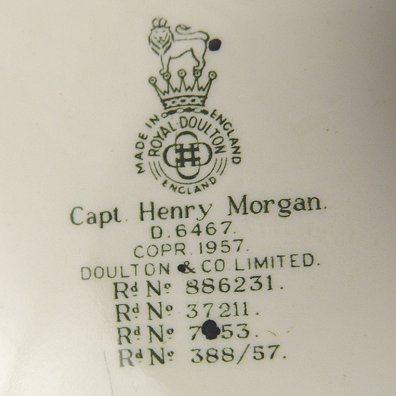 MADE IN ENGLAND
ROYAL·DOULTON
ENGLAND
Capt. Henry Morgan.
D.6467.
COPR.1957.
DOULTON & CO LIMITED.
Rd No 886231.
Rd No 37211.
Rd No
Rd No 388/57.